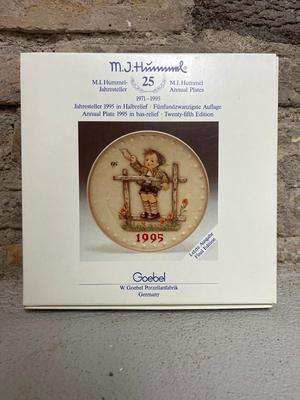 M.J.Hümmel®
M.I. Hummel- 25 M.I. Hummel
Jahresteller Annual Plates
1971-1995
Jahresteller 1995 in Halbrelief · Fünfundzwanzigste Auflage
Annual Plate 1995 in bas-relief · Twenty-fifth Edition
1995
Letzte Ausgabe
Final Edition
Goebel
W. Goebel Porzellanfabrik
Germany